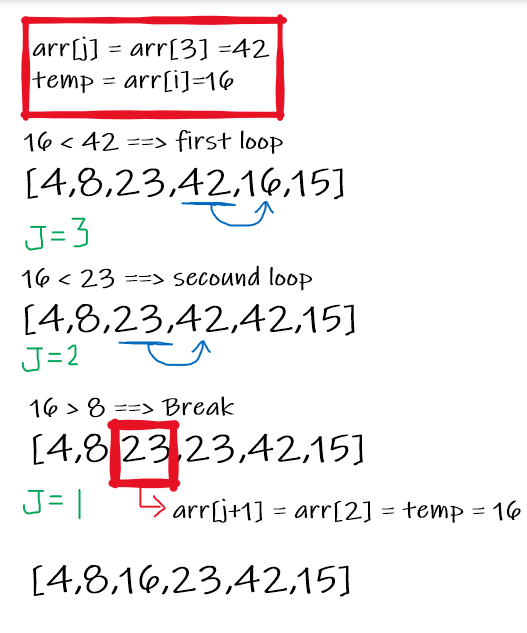 arr[j] = arr[3] =42
temp = arr[i]=16
16 < 42 ==> first loop
[4,8,23,42,16,15]
J=3
16 < 23 ==> secound loop
[4,8,23,42,42,15]
J=2
16 > 8 ==> Break
[4,8,23,23,42,15]
J=1
arr[j+1] = arr[2] = temp = 16
[4,8,16,23,42,15]